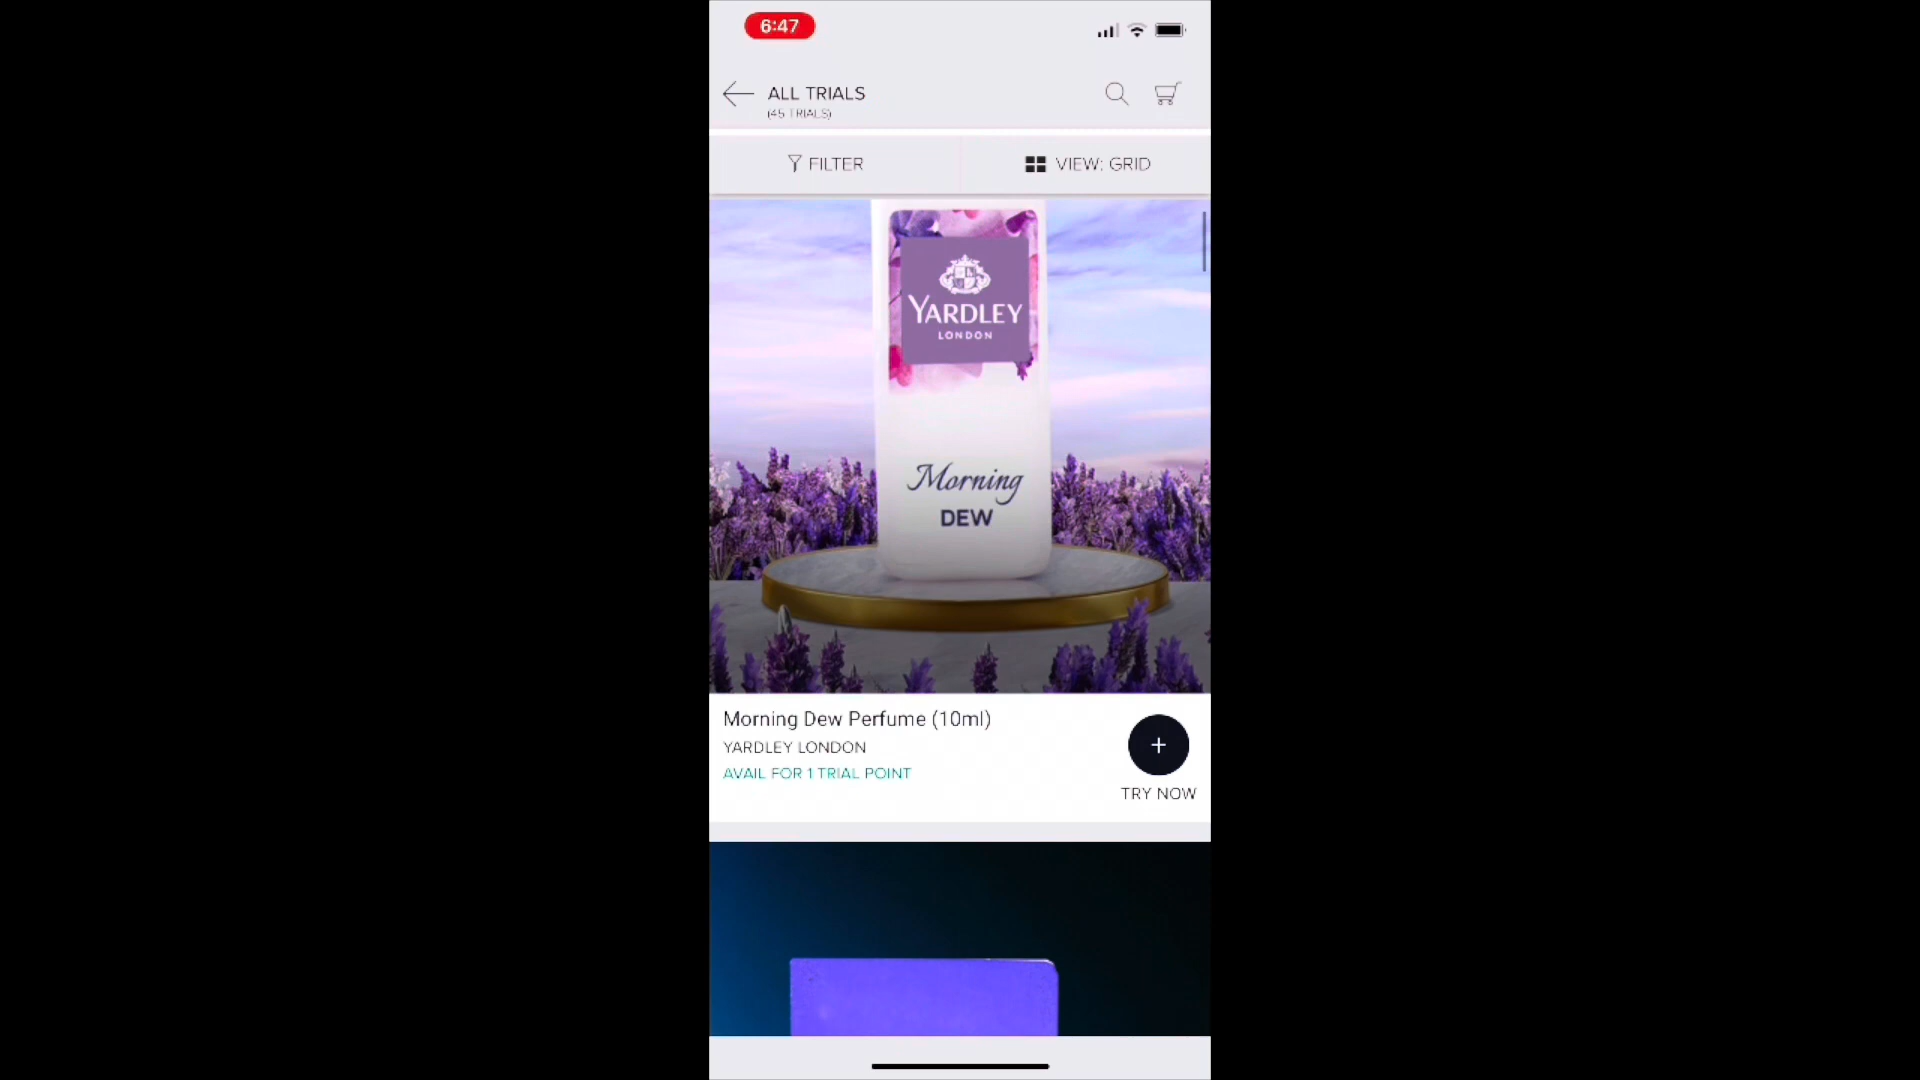 6:47
ALL TRIALS
(45 TRIALS)
FILTER
VIEW: GRID
YARDLEY
LONDON
Morning
DEW
Morning Dew Perfume (10ml)
YARDLEY LONDON
AVAIL FOR 1 TRIAL POINT
+
TRY NOW